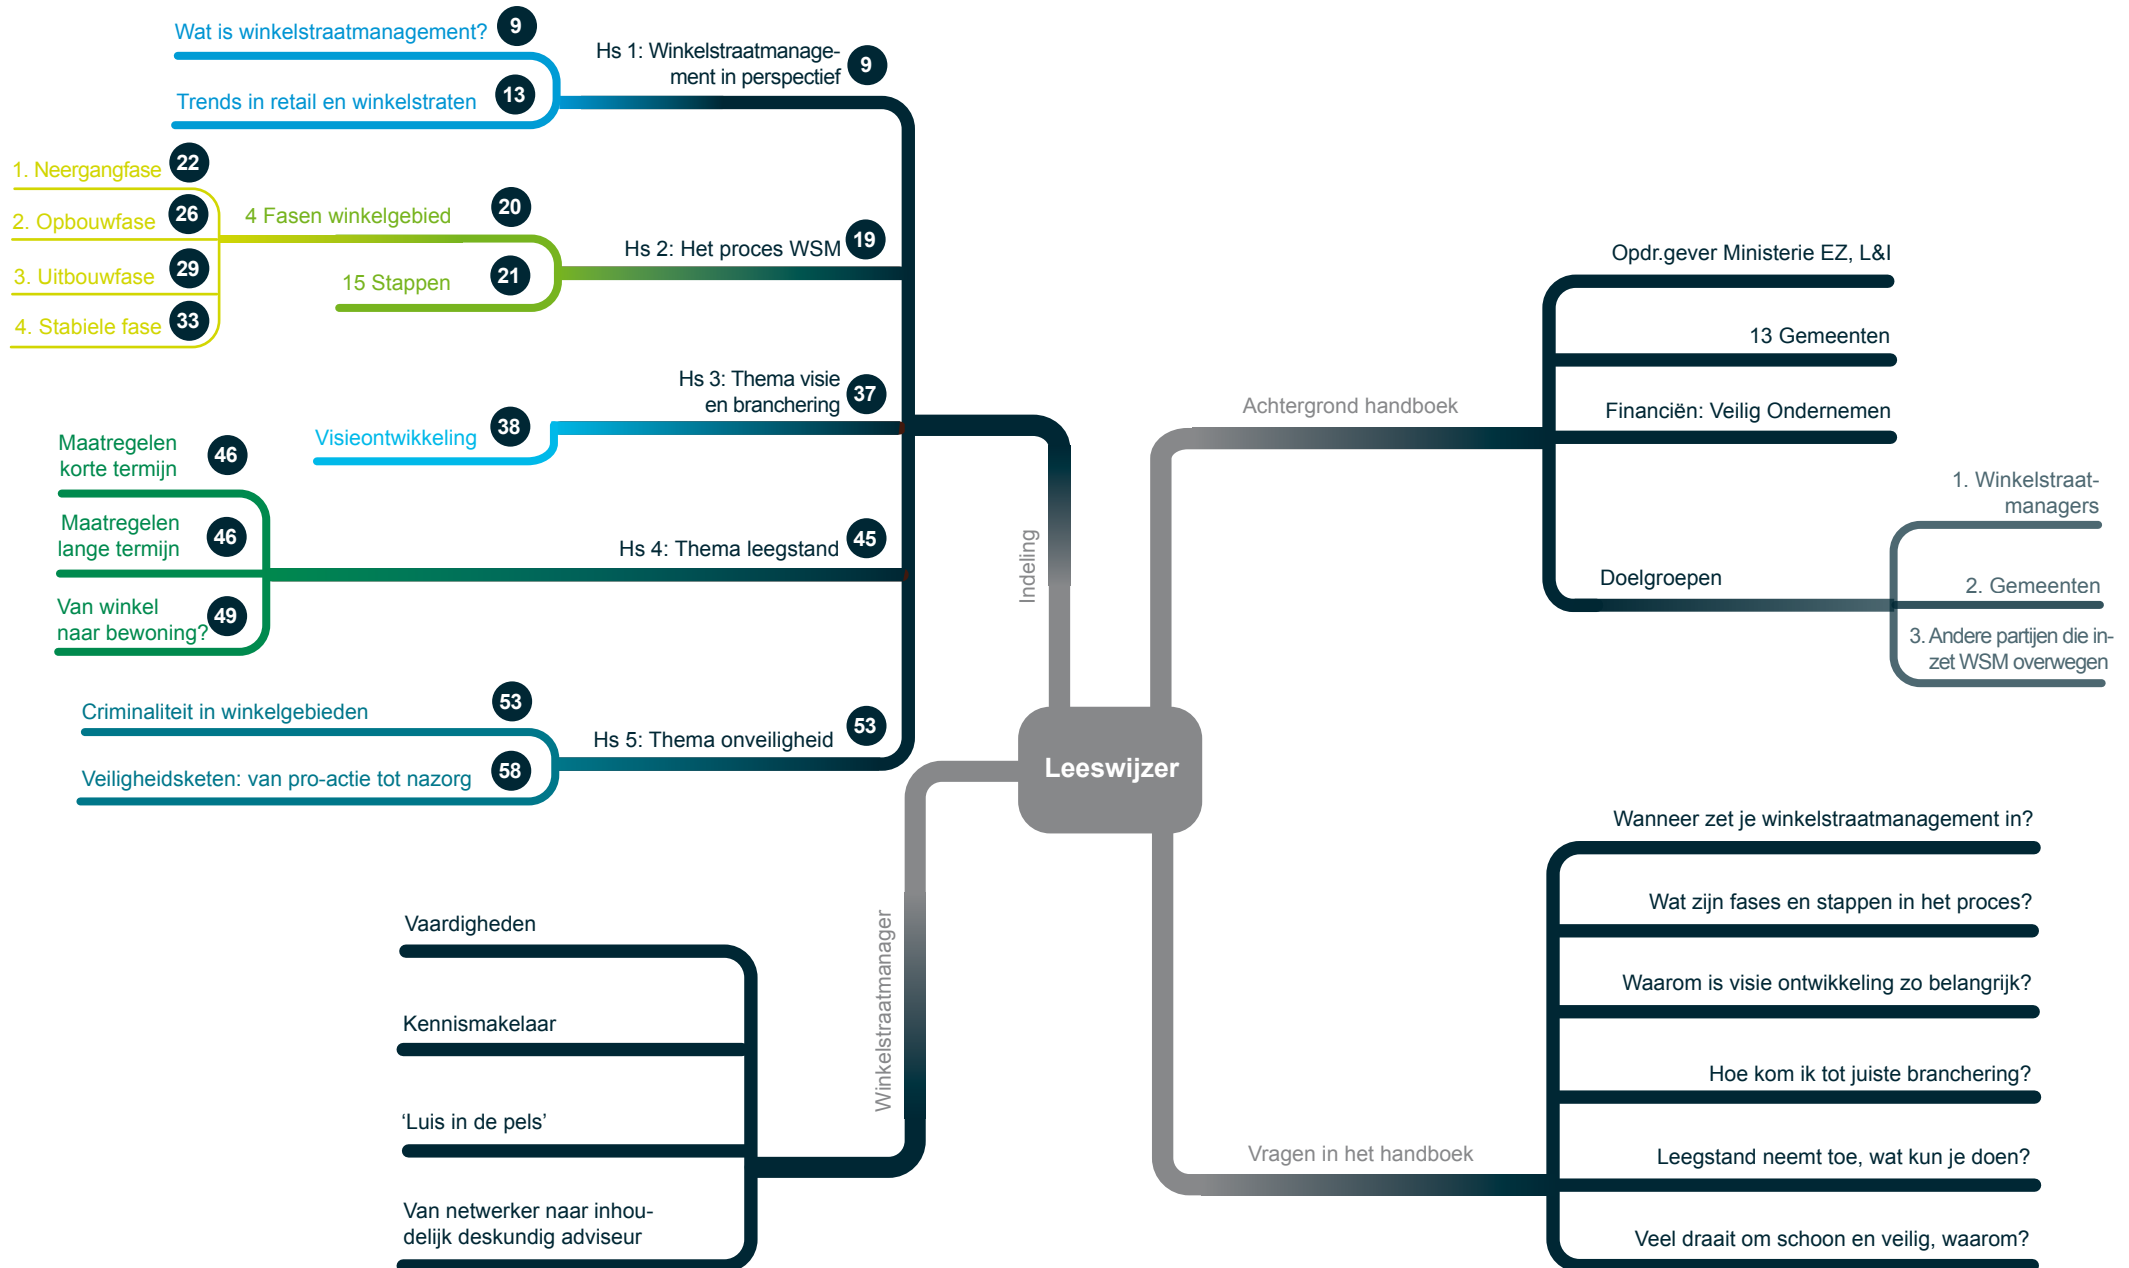 Wat is winkelstraatmanagement? 9
Trends in retail en winkelstraten 13
Hs 1: Winkelstraatmanage-
ment in perspectief 9
1. Neergangfase 22
2. Opbouwfase 26
3. Uitbouwfase 29
4. Stabiele fase 33
4 Fasen winkelgebied 20
15 Stappen 21
Hs 2: Het proces WSM 19
Hs 3: Thema visie
en branchering 37
Visieontwikkeling 38
Maatregelen
korte termijn 46
Maatregelen
lange termijn 46
Van winkel
naar bewoning? 49
Hs 4: Thema leegstand 45
Criminaliteit in winkelgebieden 53
Veiligheidsketen: van pro-actie tot nazorg 58
Hs 5: Thema onveiligheid 53
Indeling
Leeswijzer
Winkelstraatmanager
Vaardigheden
Kennismakelaar
‘Luis in de pels’
Van netwerker naar inhou-
delijk deskundig adviseur
Achtergrond handboek
Opdr.gever Ministerie EZ, L&I
13 Gemeenten
Financiën: Veilig Ondernemen
Doelgroepen
1. Winkelstraat-
managers
2. Gemeenten
3. Andere partijen die in-
zet WSM overwegen
Vragen in het handboek
Wanneer zet je winkelstraatmanagement in?
Wat zijn fases en stappen in het proces?
Waarom is visie ontwikkeling zo belangrijk?
Hoe kom ik tot juiste branchering?
Leegstand neemt toe, wat kun je doen?
Veel draait om schoon en veilig, waarom?